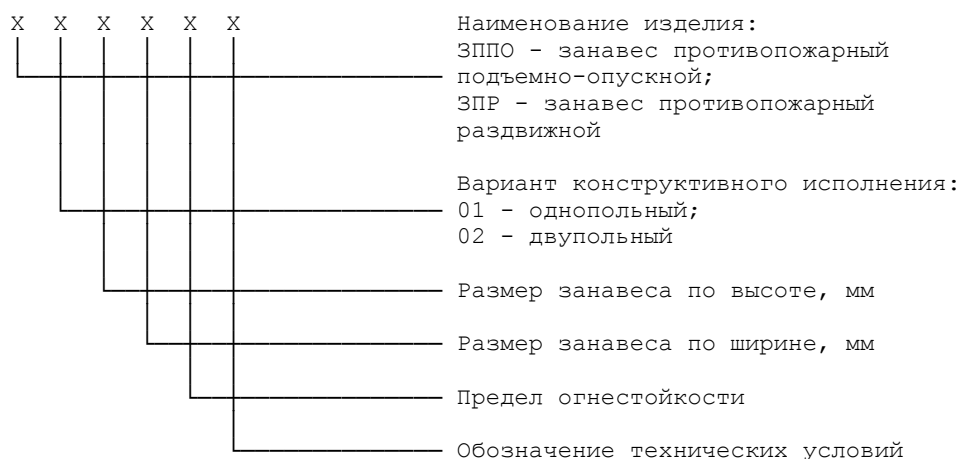 X X X X X X
Наименование изделия:
ЗППО - занавес противопожарный
подъемно-опускной;
ЗПР - занавес противопожарный
раздвижной
Вариант конструктивного исполнения:
01 - однопольный;
02 - двупольный
Размер занавеса по высоте, мм
Размер занавеса по ширине, мм
Предел огнестойкости
Обозначение технических условий